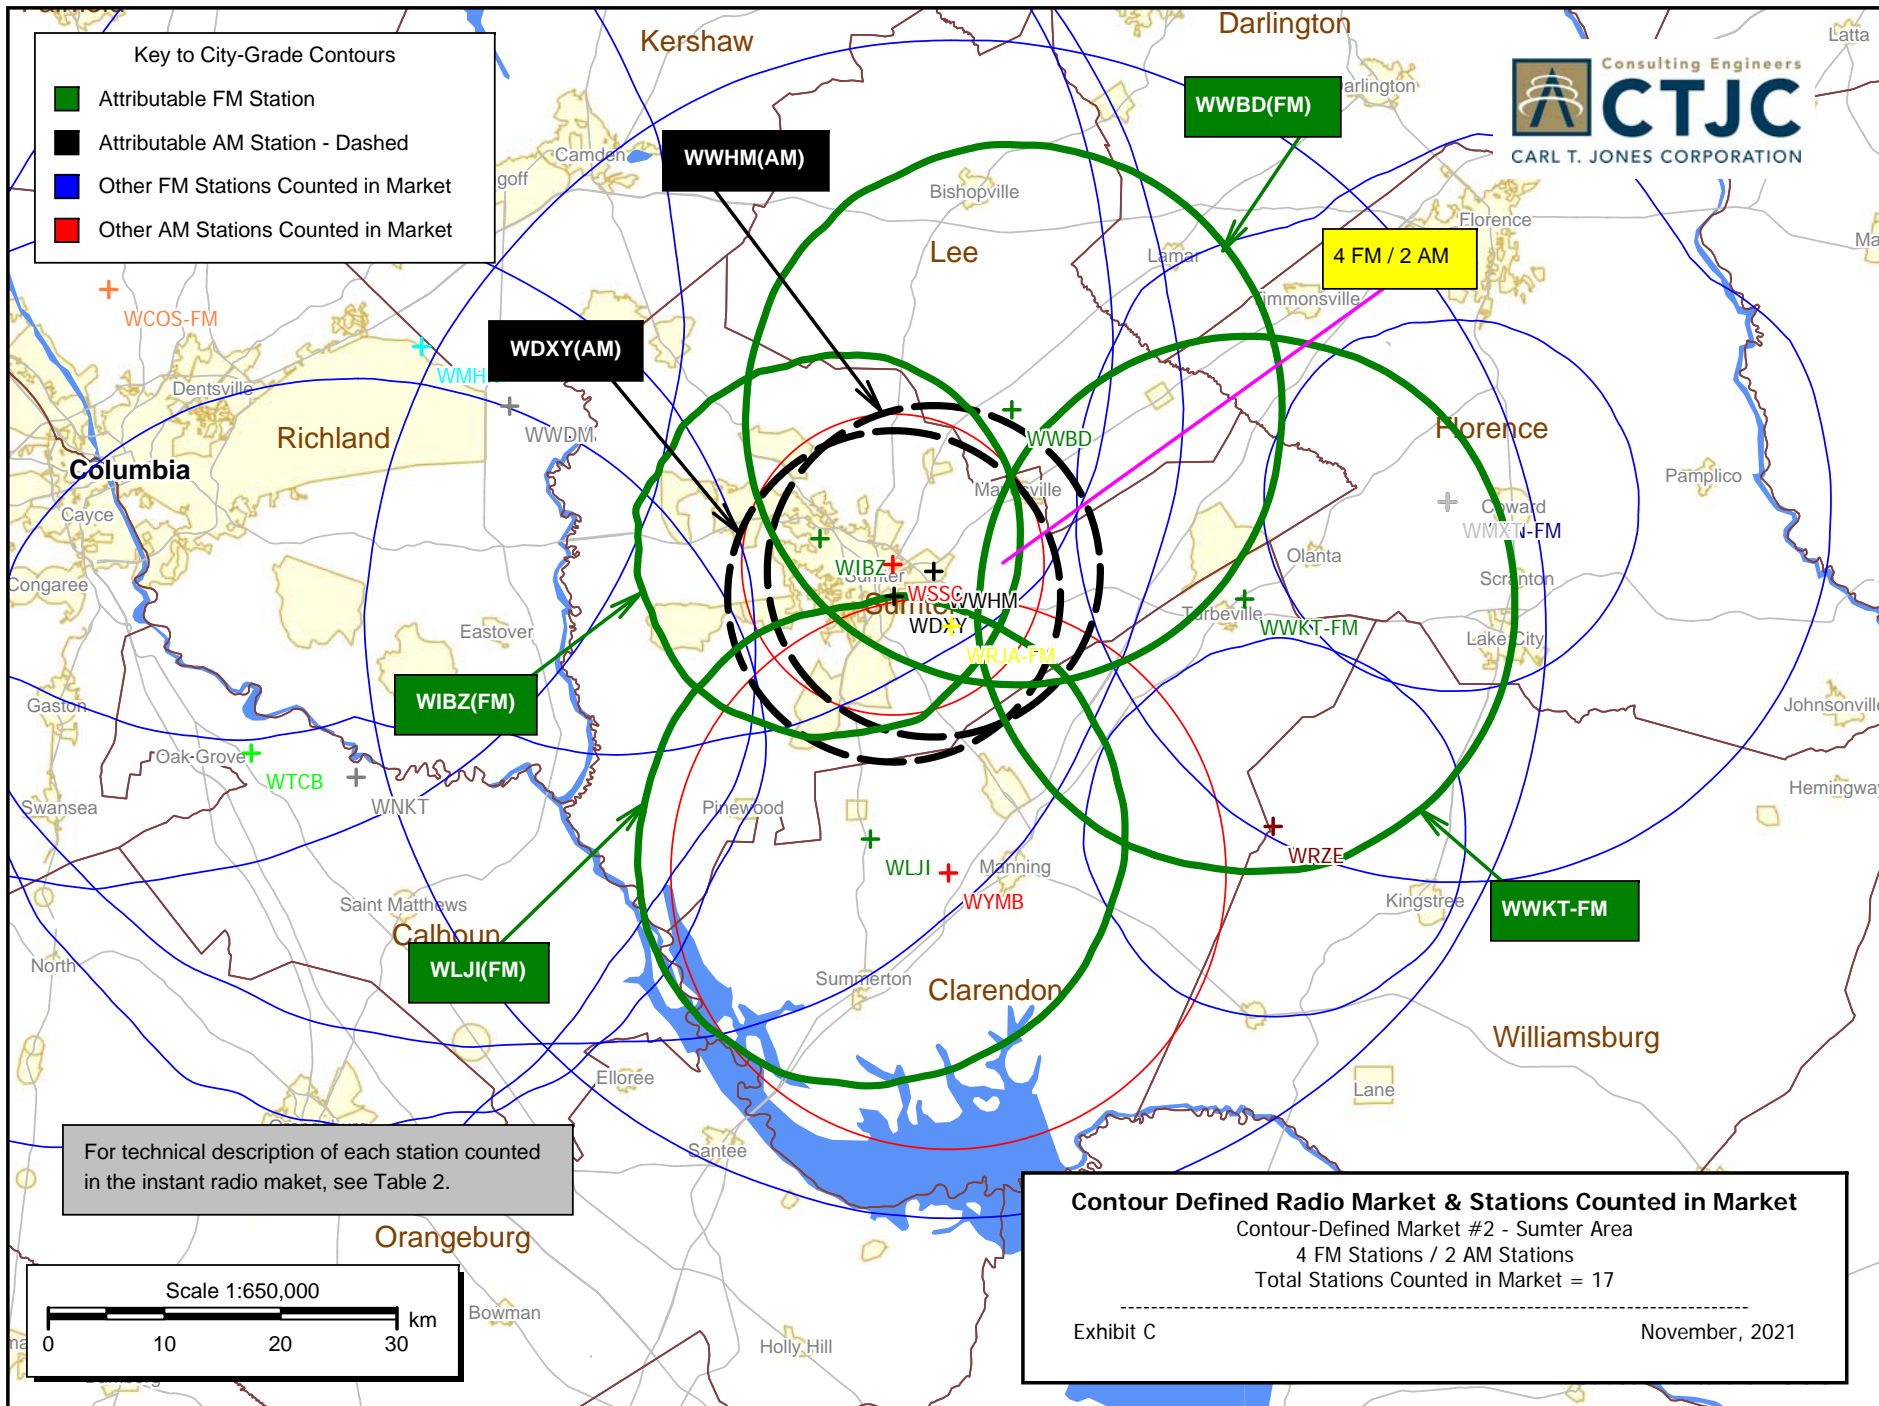 Kershaw
Darlington
Latta
Key to City-Grade Contours
Attributable FM Station
Attributable AM Station - Dashed
Other FM Stations Counted in Market
Other AM Stations Counted in Market
Consulting Engineers
CTJC
CARL T. JONES CORPORATION
WWBD(FM)
arlington
WWHM(AM)
Camden
goff
Bishopville
Florence
Lee
Lamar
4 FM / 2 AM
Ma
immonsville
WCOS-FM
WDXY(AM)
WMH
Dentsville
Richland
WWDM
WWBD
Florence
Columbia
Pamplico
Cayce
Coward
Olanta
WIBZ
Sumter
WSSC
WWHM
Congaree
Scranton
WDXY
Turbeville
WWKT-FM
Eastover
Lake City
WRJA-FM
WIBZ(FM)
Gaston
Johnsonville
Oak-Grove
WTCB
WNKT
Swansea
Pinewood
Hemingway
WLJI
Manning
WRZE
WYMB
Saint Matthews
Kingstree
WWKT-FM
Calhoun
WLJI(FM)
North
Summerton
Clarendon
Williamsburg
Elloree
Lane
Santee
For technical description of each station counted
in the instant radio maket, see Table 2.
Orangeburg
Contour Defined Radio Market & Stations Counted in Market
Contour-Defined Market #2 - Sumter Area
4 FM Stations / 2 AM Stations
Total Stations Counted in Market = 17
Exhibit C
November, 2021
Scale 1:650,000
km
0 10 20 30
Bowman
Holly Hill